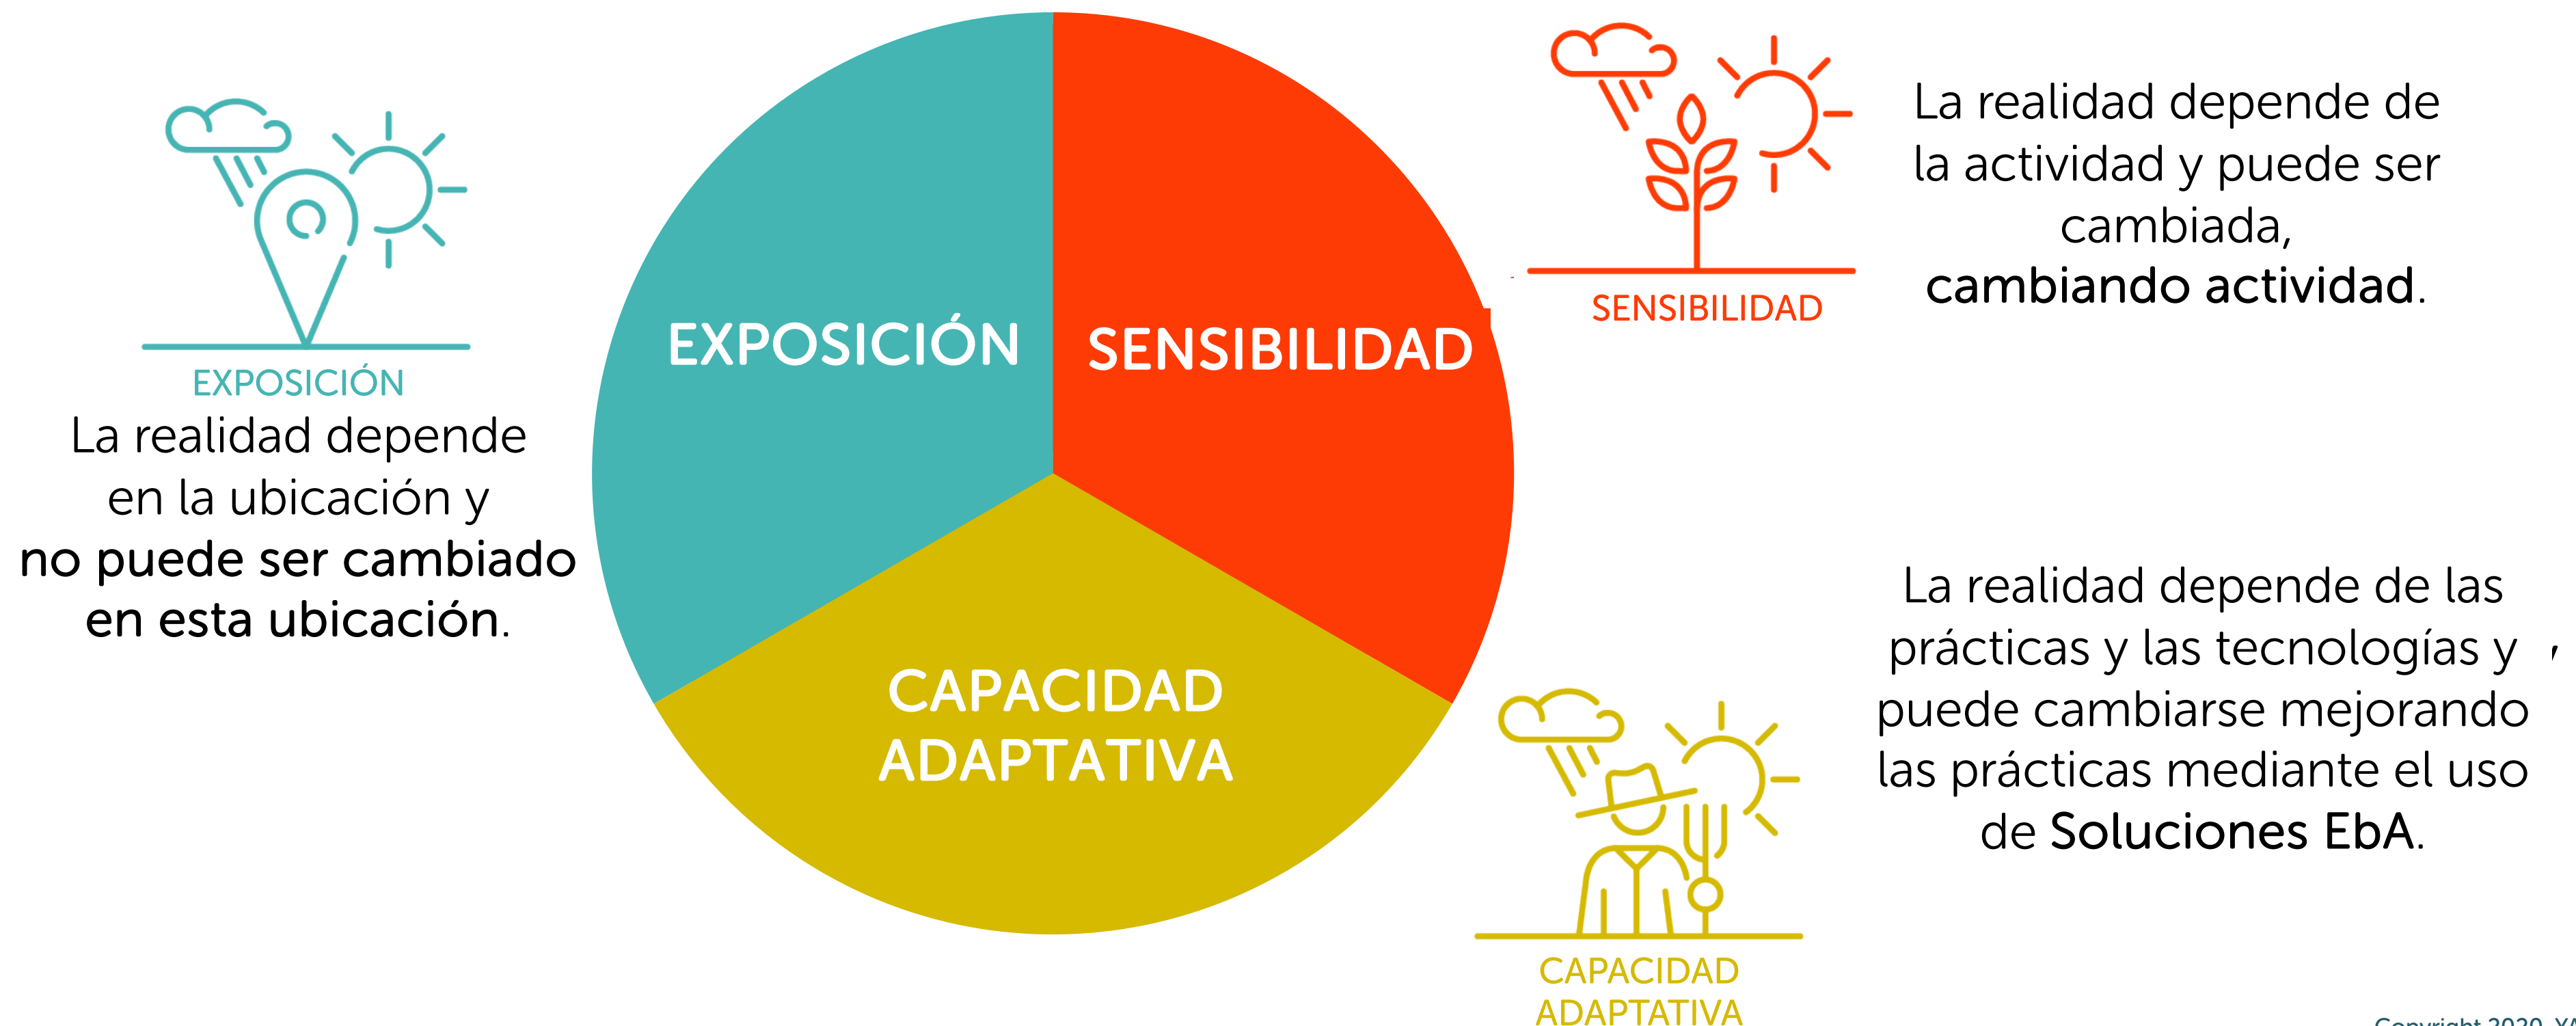 EXPOSICIÓN
La realidad depende
en la ubicación y
no puede ser cambiado
en esta ubicación.
EXPOSICIÓN
SENSIBILIDAD
CAPACIDAD
ADAPTATIVA
SENSIBILIDAD
La realidad depende de
la actividad y puede ser
cambiada,
cambiando actividad.
CAPACIDAD
ADAPTATIVA
La realidad depende de las
prácticas y las tecnologías y
puede cambiarse mejorando
las prácticas mediante el uso
de Soluciones EbA.
Copyright 2020